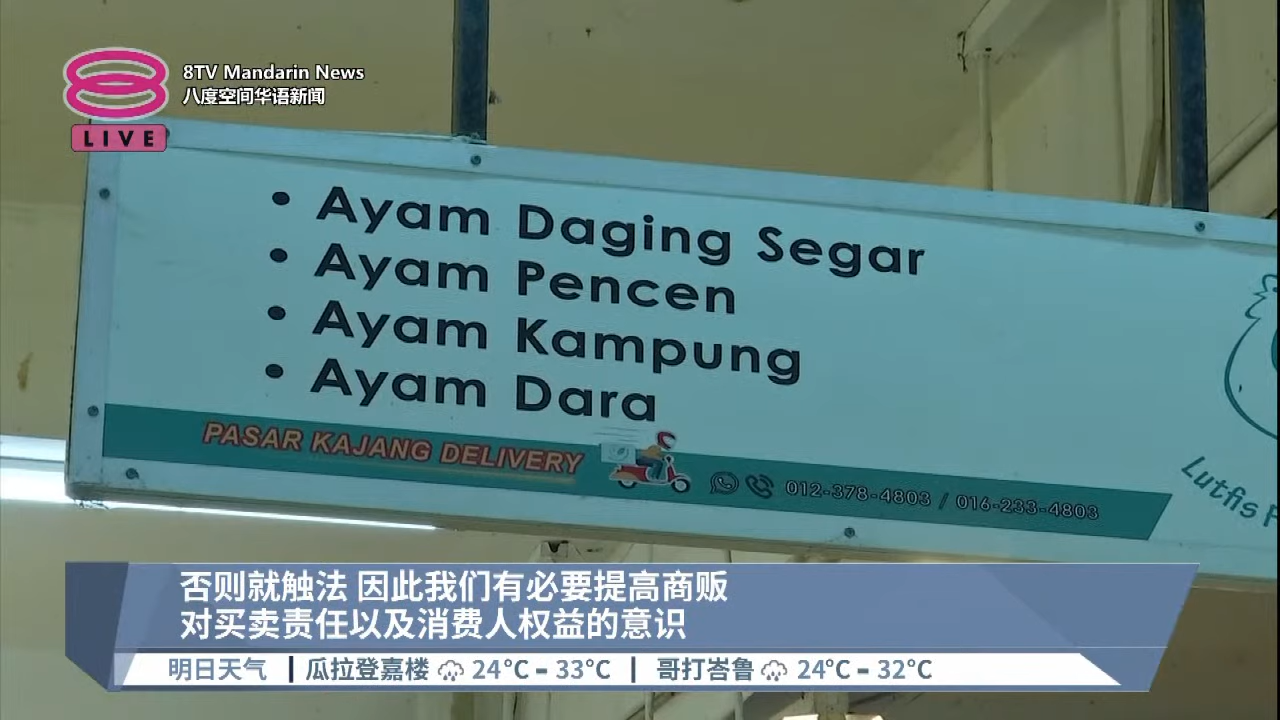 8TV Mandarin News
八度空间华语新闻
LIVE
• Ayam Daging Segar
• Ayam Pencen
• Ayam Kampung
• Ayam Dara
PASAR KAJANG DELIVERY
012-378-4803 / 016-233-4803
Lutfis
否则就触法 因此我们有必要提高商贩
对买卖责任以及消费人权益的意识
明日天气 | 瓜拉登嘉楼 24°C - 33°C | 哥打峇鲁 24°C - 32°C